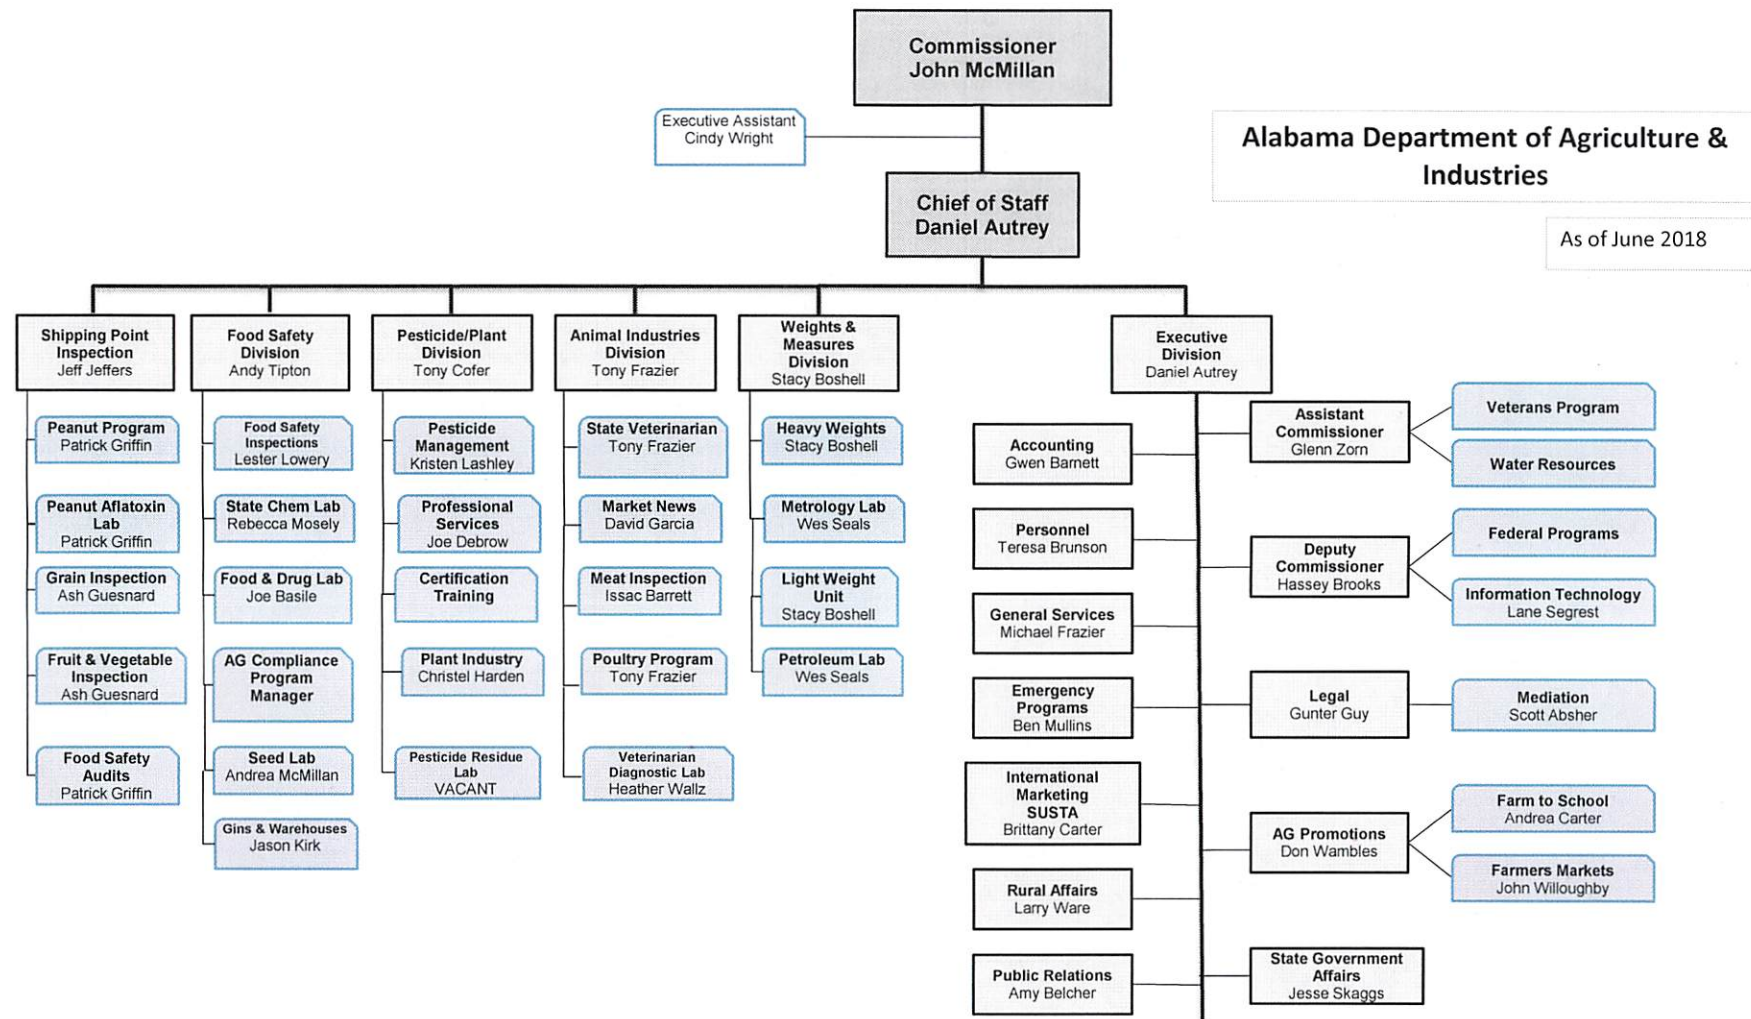 Commissioner
John McMillan
Executive Assistant
Cindy Wright
Alabama Department of Agriculture &
Industries
Chief of Staff
Daniel Autrey
As of June 2018
Shipping Point
Inspection
Jeff Jeffers
Food Safety
Division
Andy Tipton
Pesticide/Plant
Division
Tony Cofer
Animal Industries
Division
Tony Frazier
Weights &
Measures
Division
Stacy Boshell
Executive
Division
Daniel Autrey
Peanut Program
Patrick Griffin
Peanut Aflatoxin
Lab
Patrick Griffin
Grain Inspection
Ash Guesnard
Fruit & Vegetable
Inspection
Ash Guesnard
Food Safety
Audits
Patrick Griffin
Food Safety
Inspections
Lester Lowery
State Chem Lab
Rebecca Mosely
Food & Drug Lab
Joe Basile
AG Compliance
Program
Manager
Seed Lab
Andrea McMillan
Gins & Warehouses
Jason Kirk
Pesticide
Management
Kristen Lashley
Professional
Services
Joe Debrow
Certification
Training
Plant Industry
Christel Harden
Pesticide Residue
Lab
VACANT
State Veterinarian
Tony Frazier
Market News
David Garcia
Meat Inspection
Issac Barrett
Poultry Program
Tony Frazier
Veterinarian
Diagnostic Lab
Heather Wallz
Heavy Weights
Stacy Boshell
Metrology Lab
Wes Seals
Light Weight
Unit
Stacy Boshell
Petroleum Lab
Wes Seals
Accounting
Gwen Barnett
Personnel
Teresa Brunson
General Services
Michael Frazier
Emergency
Programs
Ben Mullins
International
Marketing
SUSTA
Brittany Carter
Rural Affairs
Larry Ware
Public Relations
Amy Belcher
Assistant
Commissioner
Glenn Zorn
Veterans Program
Water Resources
Deputy
Commissioner
Hassey Brooks
Federal Programs
Information Technology
Lane Segrest
Legal
Gunter Guy
Mediation
Scott Absher
AG Promotions
Don Wambles
Farm to School
Andrea Carter
Farmers Markets
John Willoughby
State Government
Affairs
Jesse Skaggs